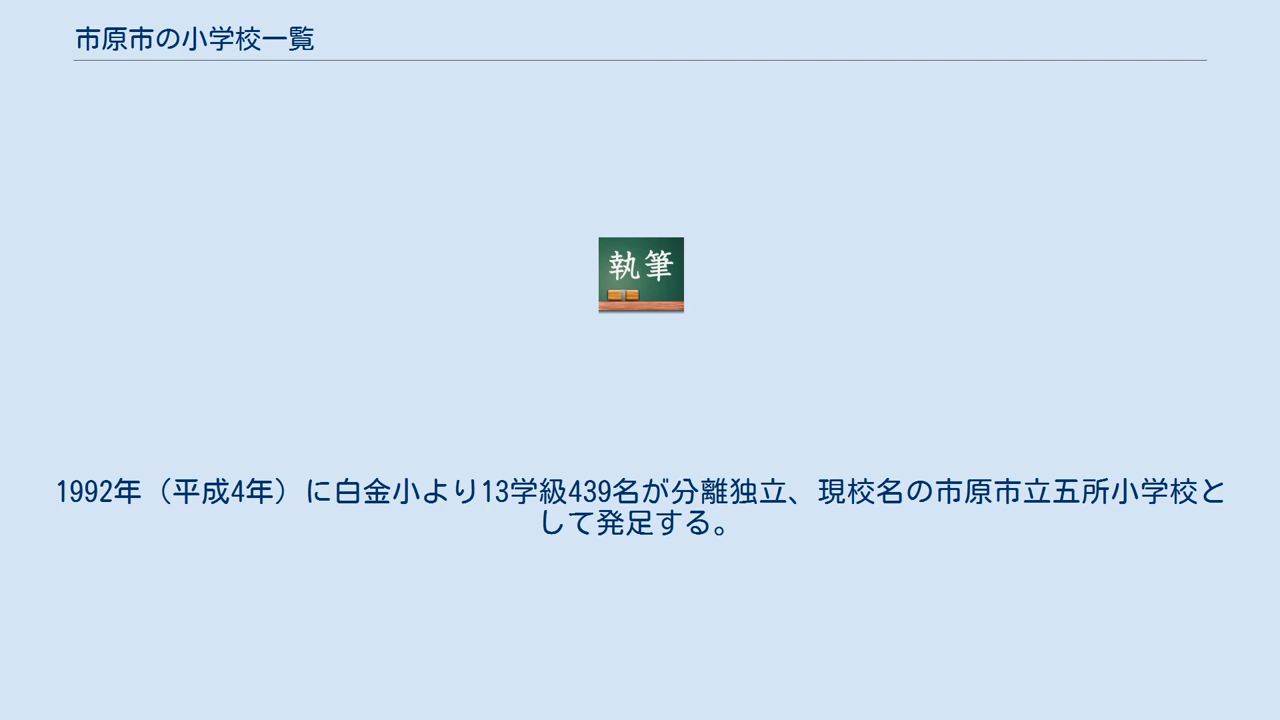 市原市の小学校一覧
執筆
1992年（平成4年）に白金小より13学級439名が分離独立、現校名の市原市立五所小学校と
して発足する。